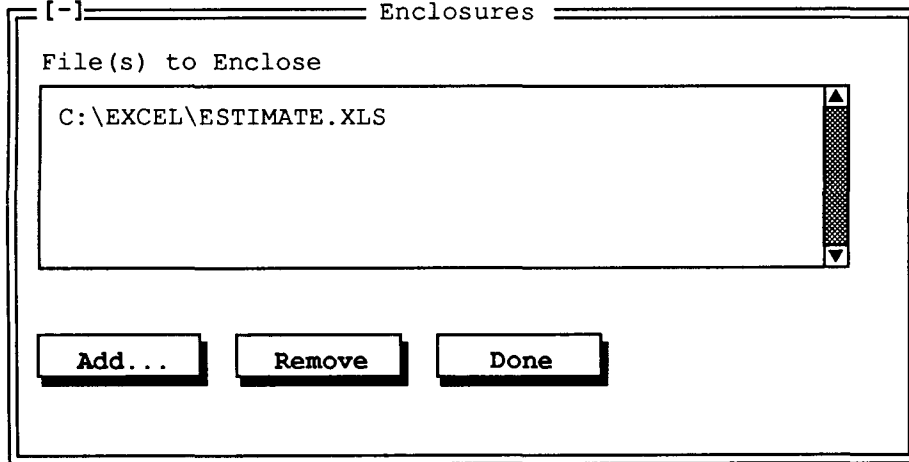 [-] Enclosures
File(s) to Enclose
C:\EXCEL\ESTIMATE.XLS
Add... Remove Done